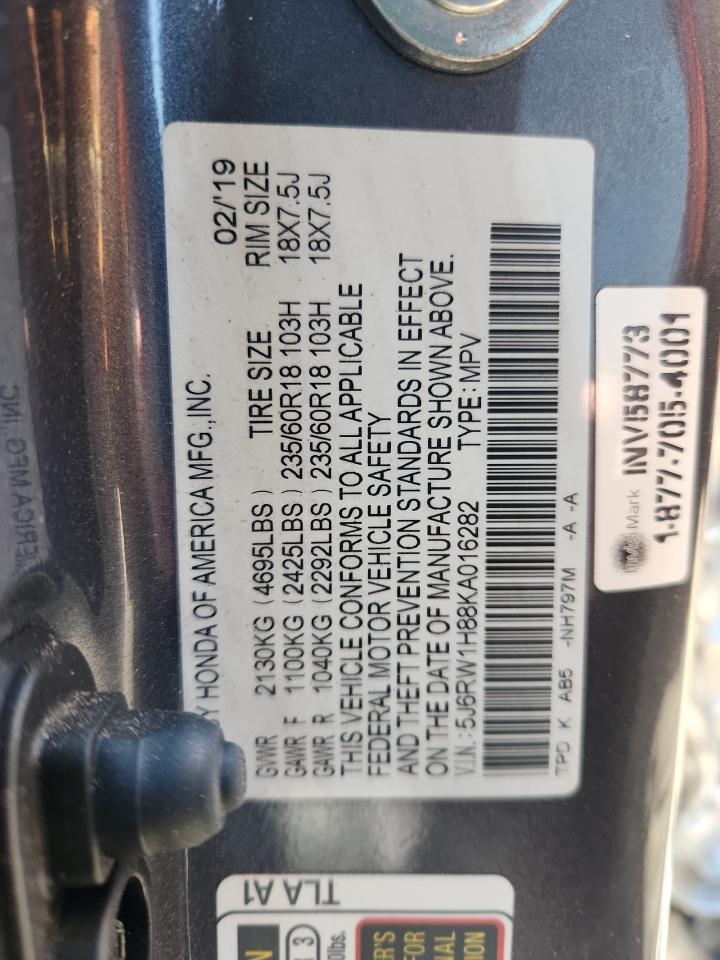 Y HONDA OF AMERICA MFG., INC. 02/'19
GVWR 2130KG (4695LBS) TIRE SIZE RIM SIZE
GAWR F 1100KG (2425LBS) 235/60R18 103H 18X7.5J
GAWR R 1040KG (2292LBS) 235/60R18 103H 18X7.5J
THIS VEHICLE CONFORMS TO ALL APPLICABLE
FEDERAL MOTOR VEHICLE SAFETY
AND THEFT PREVENTION STANDARDS IN EFFECT
ON THE DATE OF MANUFACTURE SHOWN ABOVE.
V.I.N.: 5J6RW1H88KA016282 TYPE: MPV
TPD K AB5 -NH797M -A -A
Mark INVI58773
1-877-705-4001
TLA A1